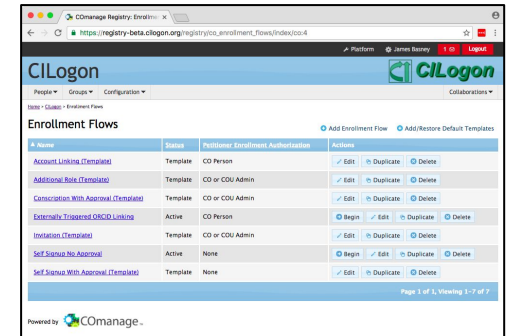 COmanage Registry: Enrollmen
https://registry-beta.cilogon.org/registry/co_enrollment_flows/index/co:4
Platform James Basney 1 Logout
CILogon CILogon
People Groups Configuration Collaborations
Home > CILogon > Enrollment Flows
Enrollment Flows
Add Enrollment Flow Add/Restore Default Templates
Name Status Petitioner Enrollment Authorization Actions
Account Linking (Template) Template CO Person Edit Duplicate Delete
Additional Role (Template) Template CO or COU Admin Edit Duplicate Delete
Conscription With Approval (Template) Template CO or COU Admin Edit Duplicate Delete
Externally Triggered ORCID Linking Active CO Person Begin Edit Duplicate Delete
Invitation (Template) Template CO or COU Admin Edit Duplicate Delete
Self Signup No Approval Active None Begin Edit Duplicate Delete
Self Signup With Approval (Template) Template None Edit Duplicate Delete
Page 1 of 1, Viewing 1-7 of 7
Powered by COmanage